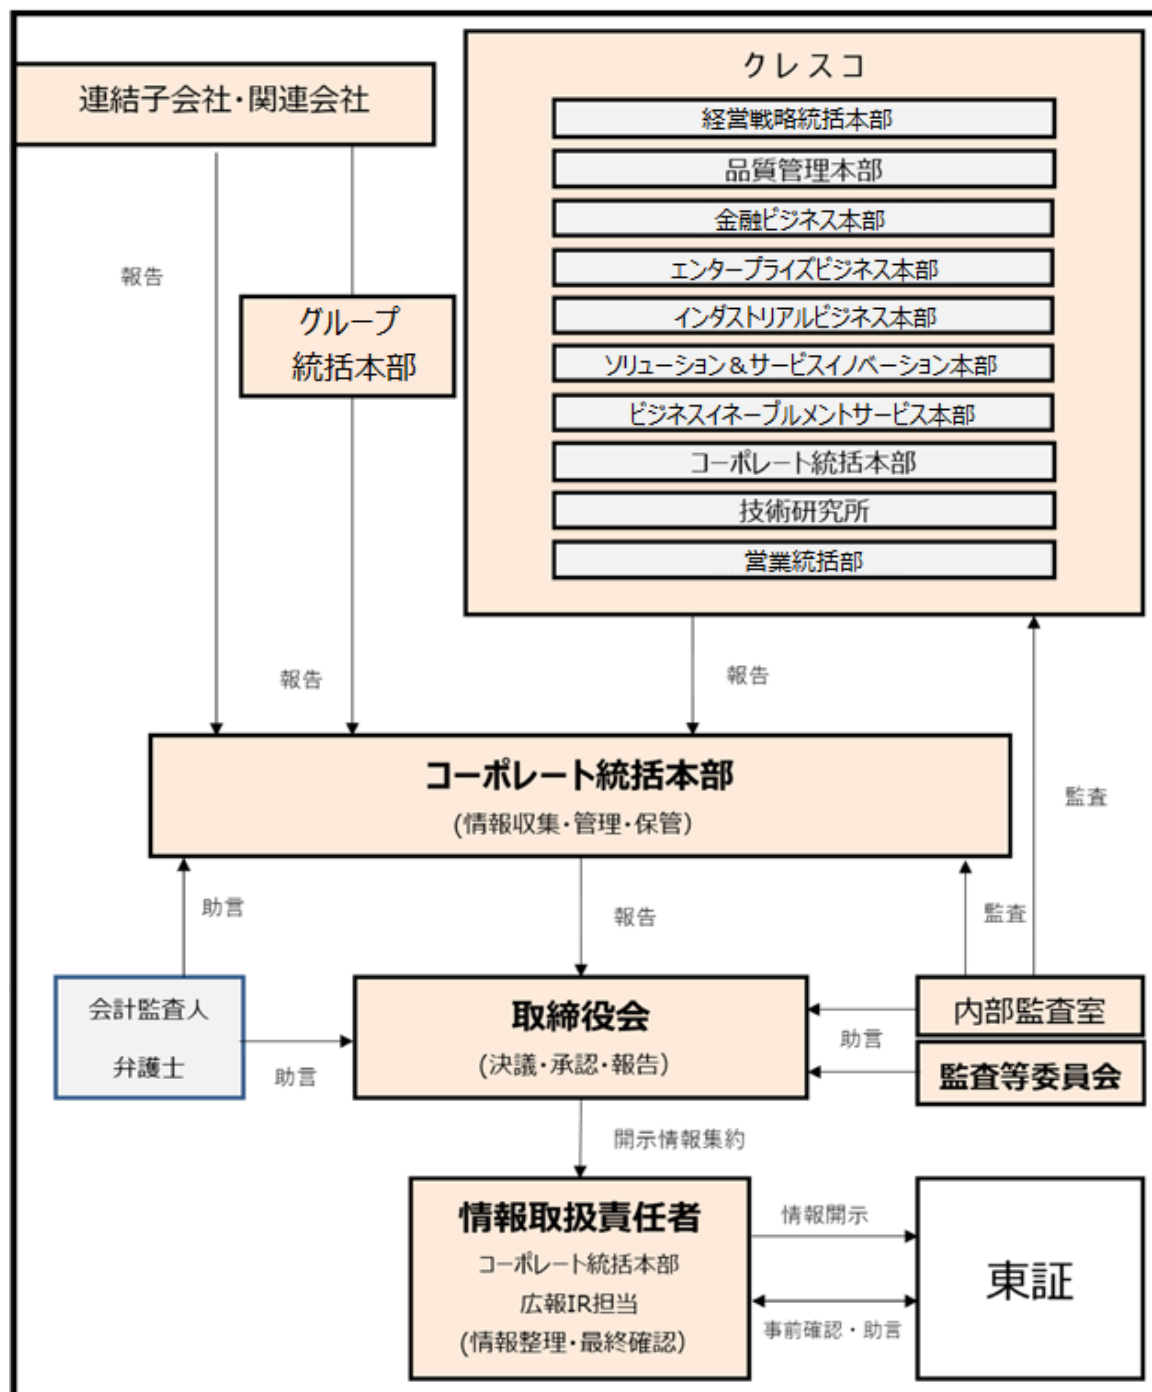 連結子会社・関連会社
クレスコ
経営戦略統括本部
品質管理本部
金融ビジネス本部
エンタープライズビジネス本部
インダストリアルビジネス本部
ソリューション&サービスイノベーション本部
ビジネスイネーブルメントサービス本部
コーポレート統括本部
技術研究所
営業統括部
報告
グループ
統括本部
報告
報告
コーポレート統括本部
(情報収集・管理・保管)
監査
助言
報告
監査
会計監査人
弁護士
助言
取締役会
(決議・承認・報告)
助言
内部監査室
監査等委員会
開示情報集約
情報取扱責任者
コーポレート統括本部
広報IR担当
(情報整理・最終確認)
情報開示
事前確認・助言
東証